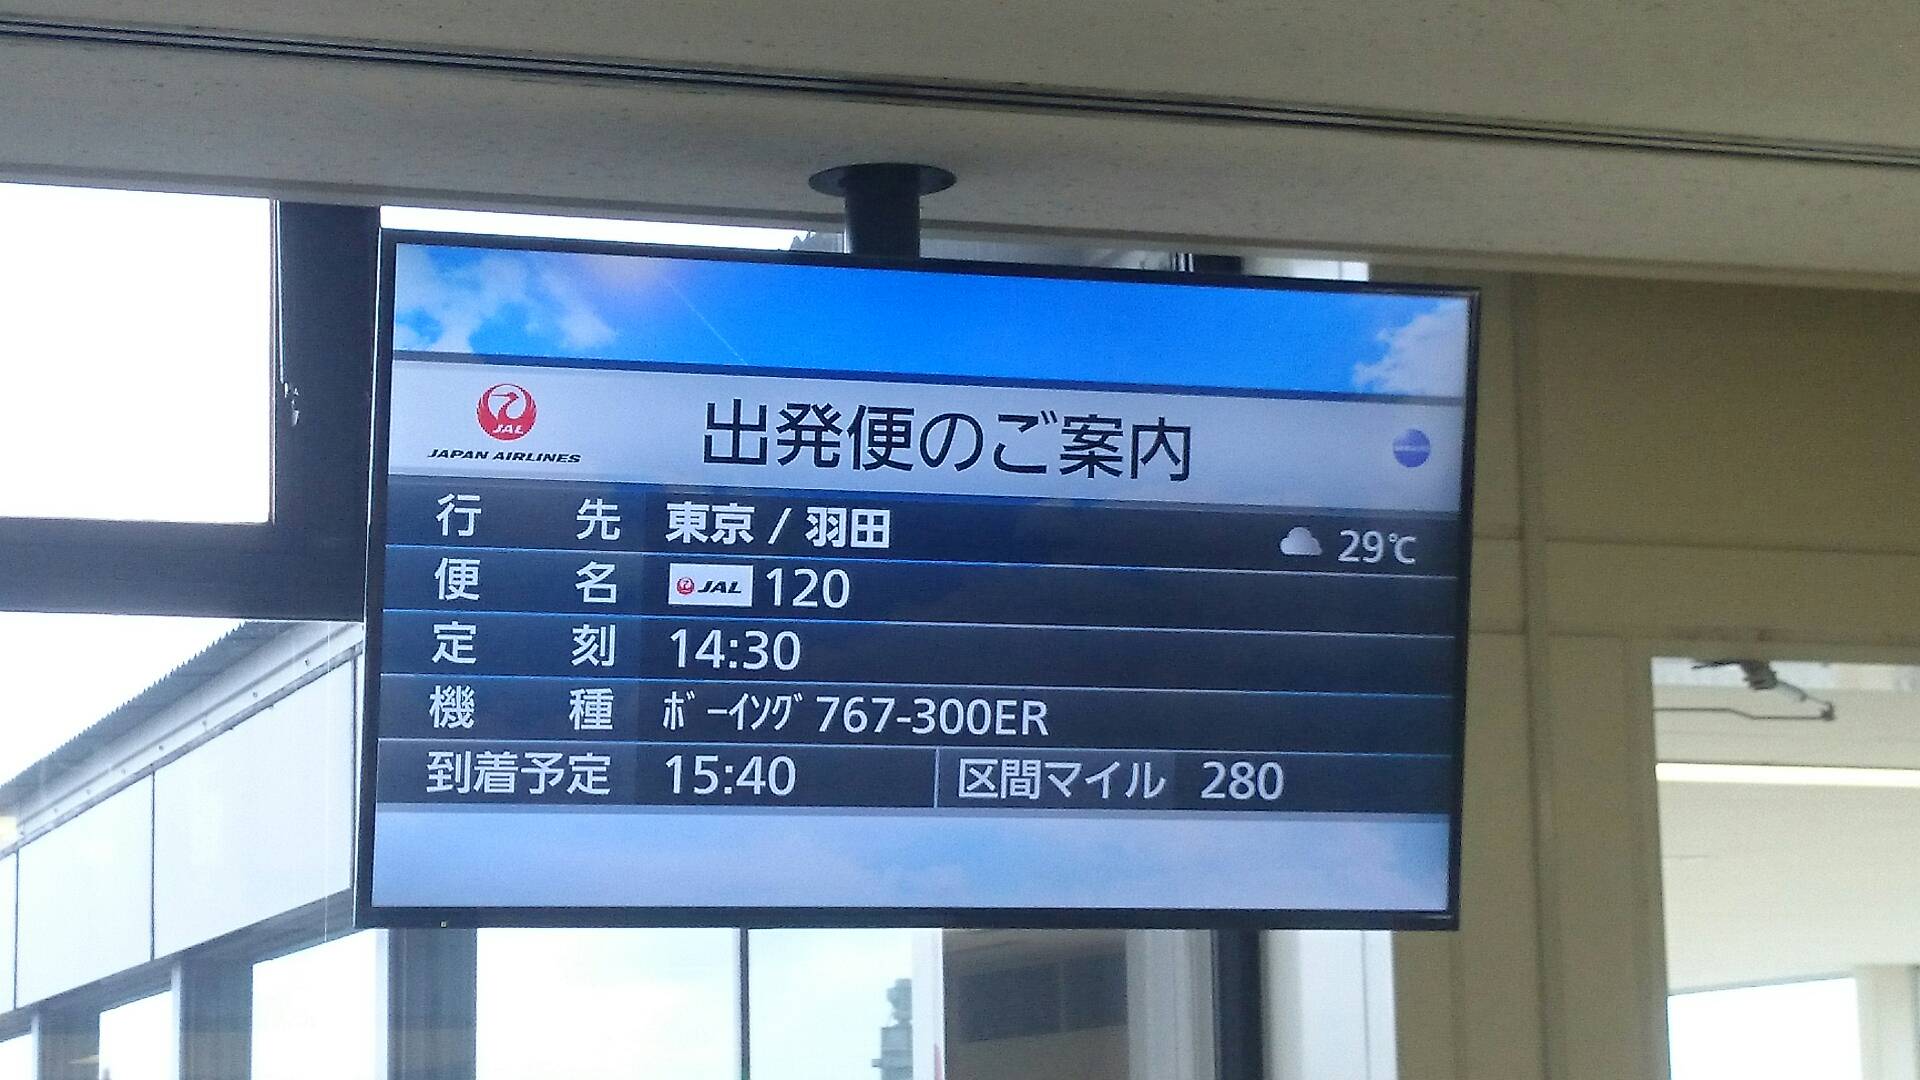 JAL
JAPAN AIRLINES
出発便のご案内
行先 東京 / 羽田 29℃
便名 JAL 120
定刻 14:30
機種 ﾎﾞｰｲﾝｸﾞ 767-300ER
到着予定 15:40 区間マイル 280